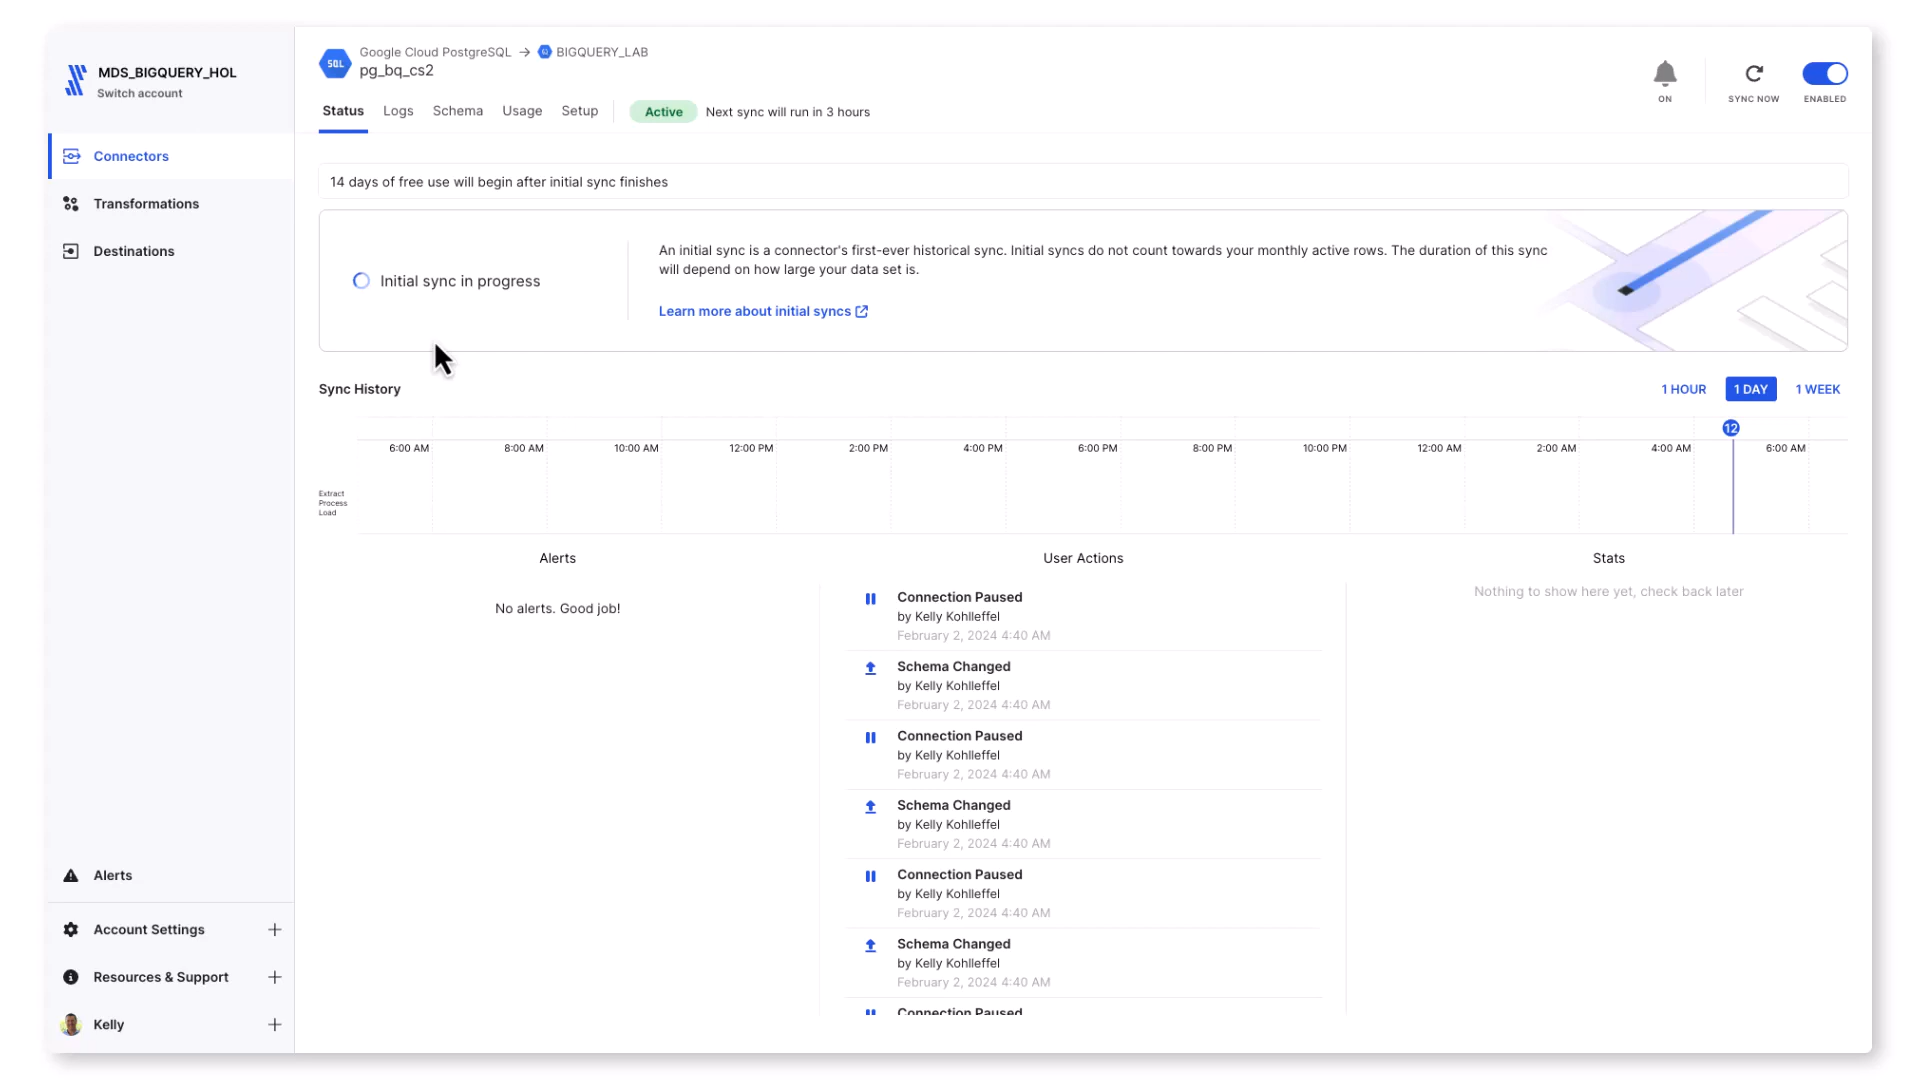 MDS_BIGQUERY_HOL
Switch account
Connectors
Transformations
Destinations
Alerts
Account Settings
Resources & Support
Kelly
SQL
Google Cloud PostgreSQL → BIGQUERY_LAB
pg_bq_cs2
ON
SYNC NOW
ENABLED
Status Logs Schema Usage Setup Active Next sync will run in 3 hours
14 days of free use will begin after initial sync finishes
Initial sync in progress
An initial sync is a connector's first-ever historical sync. Initial syncs do not count towards your monthly active rows. The duration of this sync
will depend on how large your data set is.
Learn more about initial syncs
Sync History
1 HOUR 1 DAY 1 WEEK
12
6:00 AM 8:00 AM 10:00 AM 12:00 PM 2:00 PM 4:00 PM 6:00 PM 8:00 PM 10:00 PM 12:00 AM 2:00 AM 4:00 AM 6:00 AM
Extract
Process
Load
Alerts
No alerts. Good job!
User Actions
Connection Paused
by Kelly Kohlleffel
February 2, 2024 4:40 AM
Schema Changed
by Kelly Kohlleffel
February 2, 2024 4:40 AM
Connection Paused
by Kelly Kohlleffel
February 2, 2024 4:40 AM
Schema Changed
by Kelly Kohlleffel
February 2, 2024 4:40 AM
Connection Paused
by Kelly Kohlleffel
February 2, 2024 4:40 AM
Schema Changed
by Kelly Kohlleffel
February 2, 2024 4:40 AM
Connection Paused
Stats
Nothing to show here yet, check back later